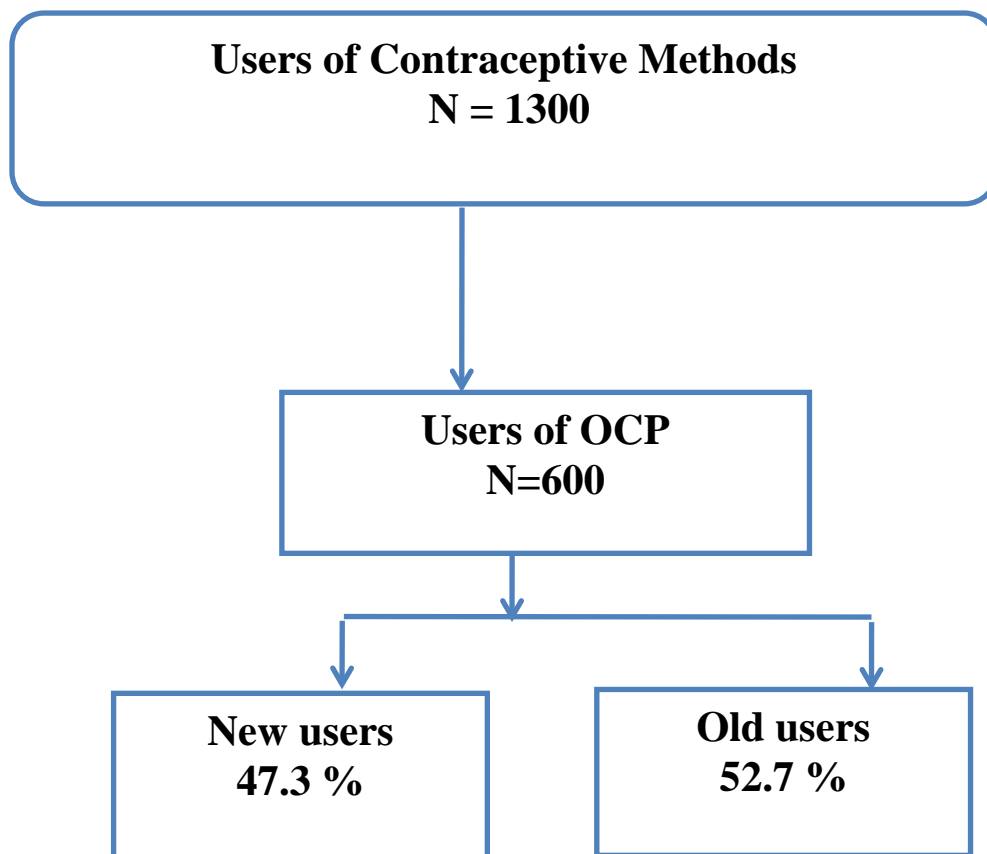 Users of Contraceptive Methods
N = 1300
Users of OCP
N=600
New users
47.3 %
Old users
52.7 %